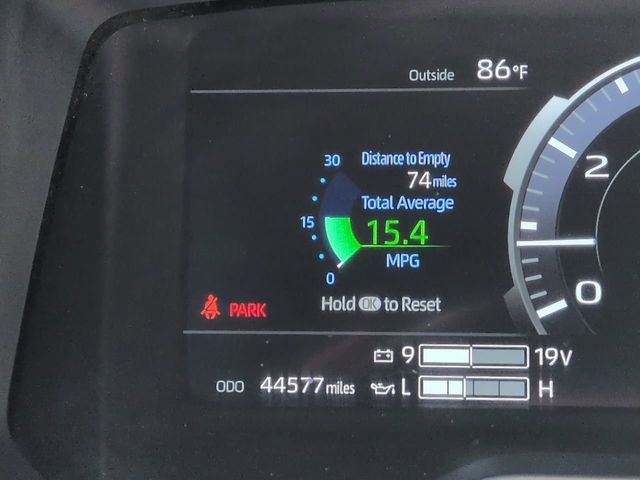 Outside 86°F
30 Distance to Empty
74 miles
Total Average
15 15.4
MPG
0
Hold OK to Reset
PARK
2
0
9 19V
ODO 44577 miles L H